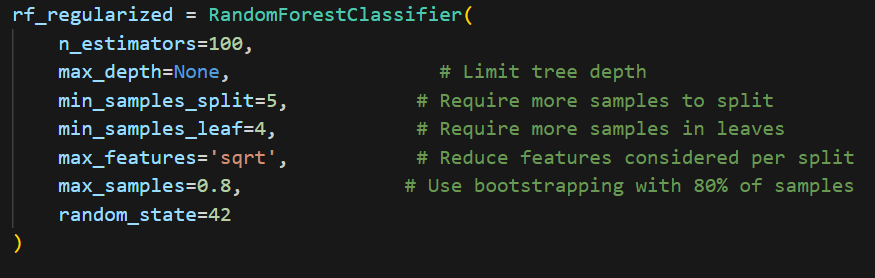 rf_regularized = RandomForestClassifier(
    n_estimators=100,
    max_depth=None,                  # Limit tree depth
    min_samples_split=5,           # Require more samples to split
    min_samples_leaf=4,            # Require more samples in leaves
    max_features='sqrt',           # Reduce features considered per split
    max_samples=0.8,              # Use bootstrapping with 80% of samples
    random_state=42
)